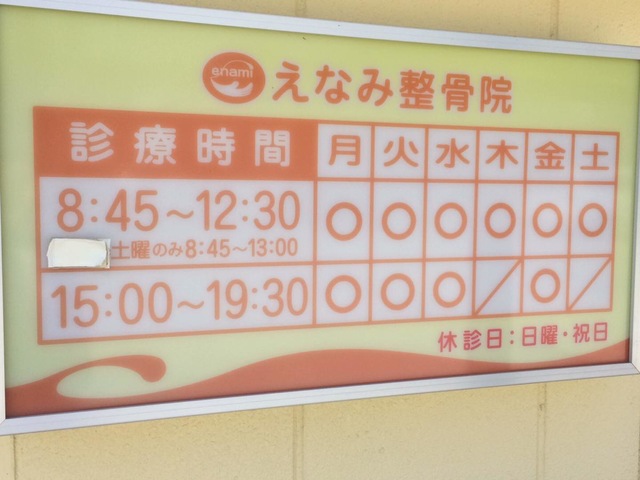 enami
えなみ整骨院
診療時間 月 火 水 木 金 土
8:45～12:30 ○ ○ ○ ○ ○ ○
土曜のみ8:45～13:00
15:00～19:30 ○ ○ ○ ／ ○ ／
休診日:日曜・祝日